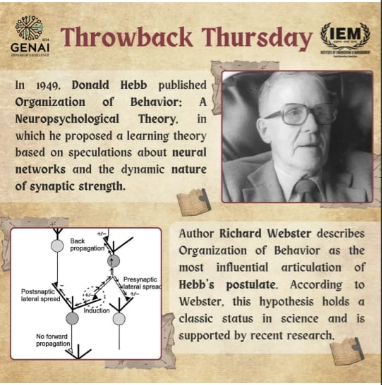 IEM
GENAI
Throwback Thursday
IEM
In 1949, Donald Hebb published
Organization of Behavior: A
Neuropsychological Theory, in
which he proposed a learning theory
based on speculations about neural
networks and the dynamic nature
of synaptic strength.
Back
propagation
+/-
+/-
Postsnaptic
lateral spread
Presynaptic
lateral spread
+/-
Induction
No forward
propagation
Author Richard Webster describes
Organization of Behavior as the
most influential articulation of
Hebb's postulate. According to
Webster, this hypothesis holds a
classic status in science and is
supported by recent research.